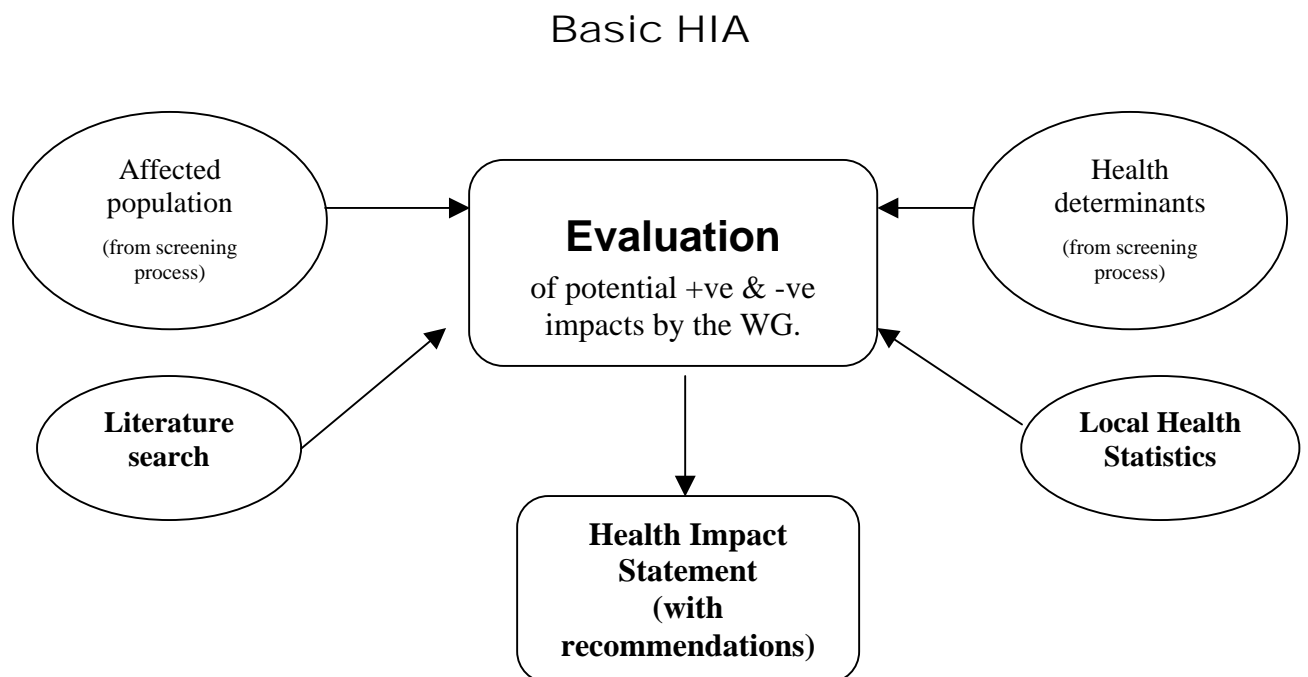 Basic HIA
Affected
population
(from screening
process)
Evaluation
of potential +ve & -ve
impacts by the WG.
Health
determinants
(from screening
process)
Literature
search
Local Health
Statistics
Health Impact
Statement
(with
recommendations)